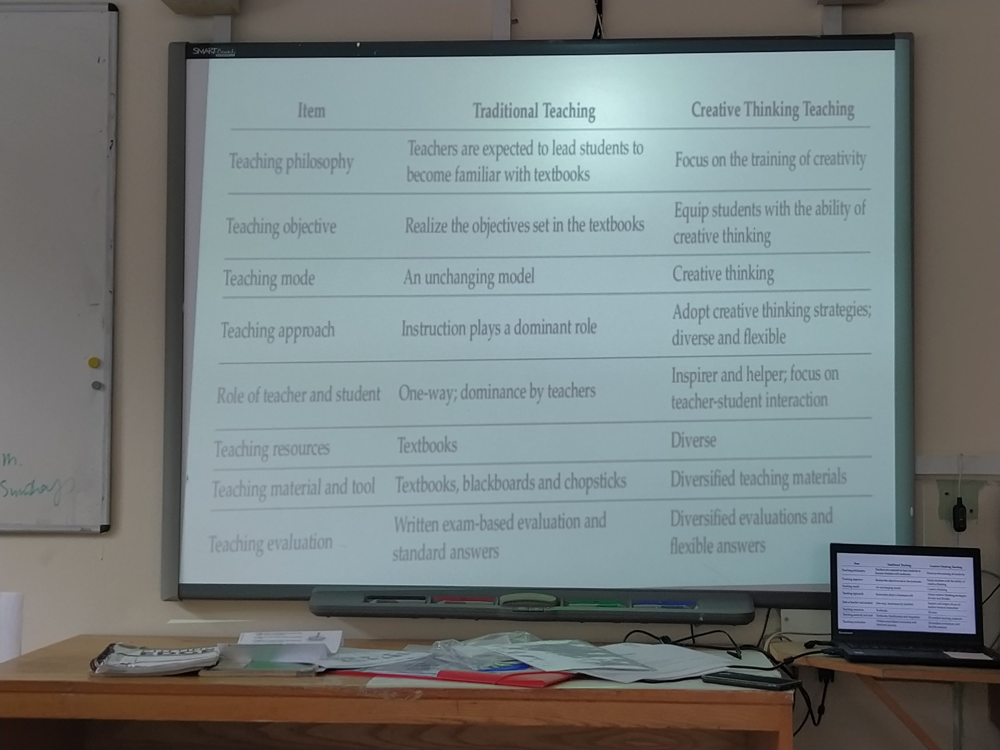 SMART Board
Item Traditional Teaching Creative Thinking Teaching
Teaching philosophy
Teachers are expected to lead students to
become familiar with textbooks
Focus on the training of creativity
Teaching objective
Realize the objectives set in the textbooks
Equip students with the ability of
creative thinking
Teaching mode
An unchanging model
Creative thinking
Teaching approach
Instruction plays a dominant role
Adopt creative thinking strategies;
diverse and flexible
Role of teacher and student
One-way; dominance by teachers
Inspirer and helper; focus on
teacher-student interaction
Teaching resources
Textbooks
Diverse
Teaching material and tool
Textbooks, blackboards and chopsticks
Diversified teaching materials
Teaching evaluation
Written exam-based evaluation and
standard answers
Diversified evaluations and
flexible answers
m.